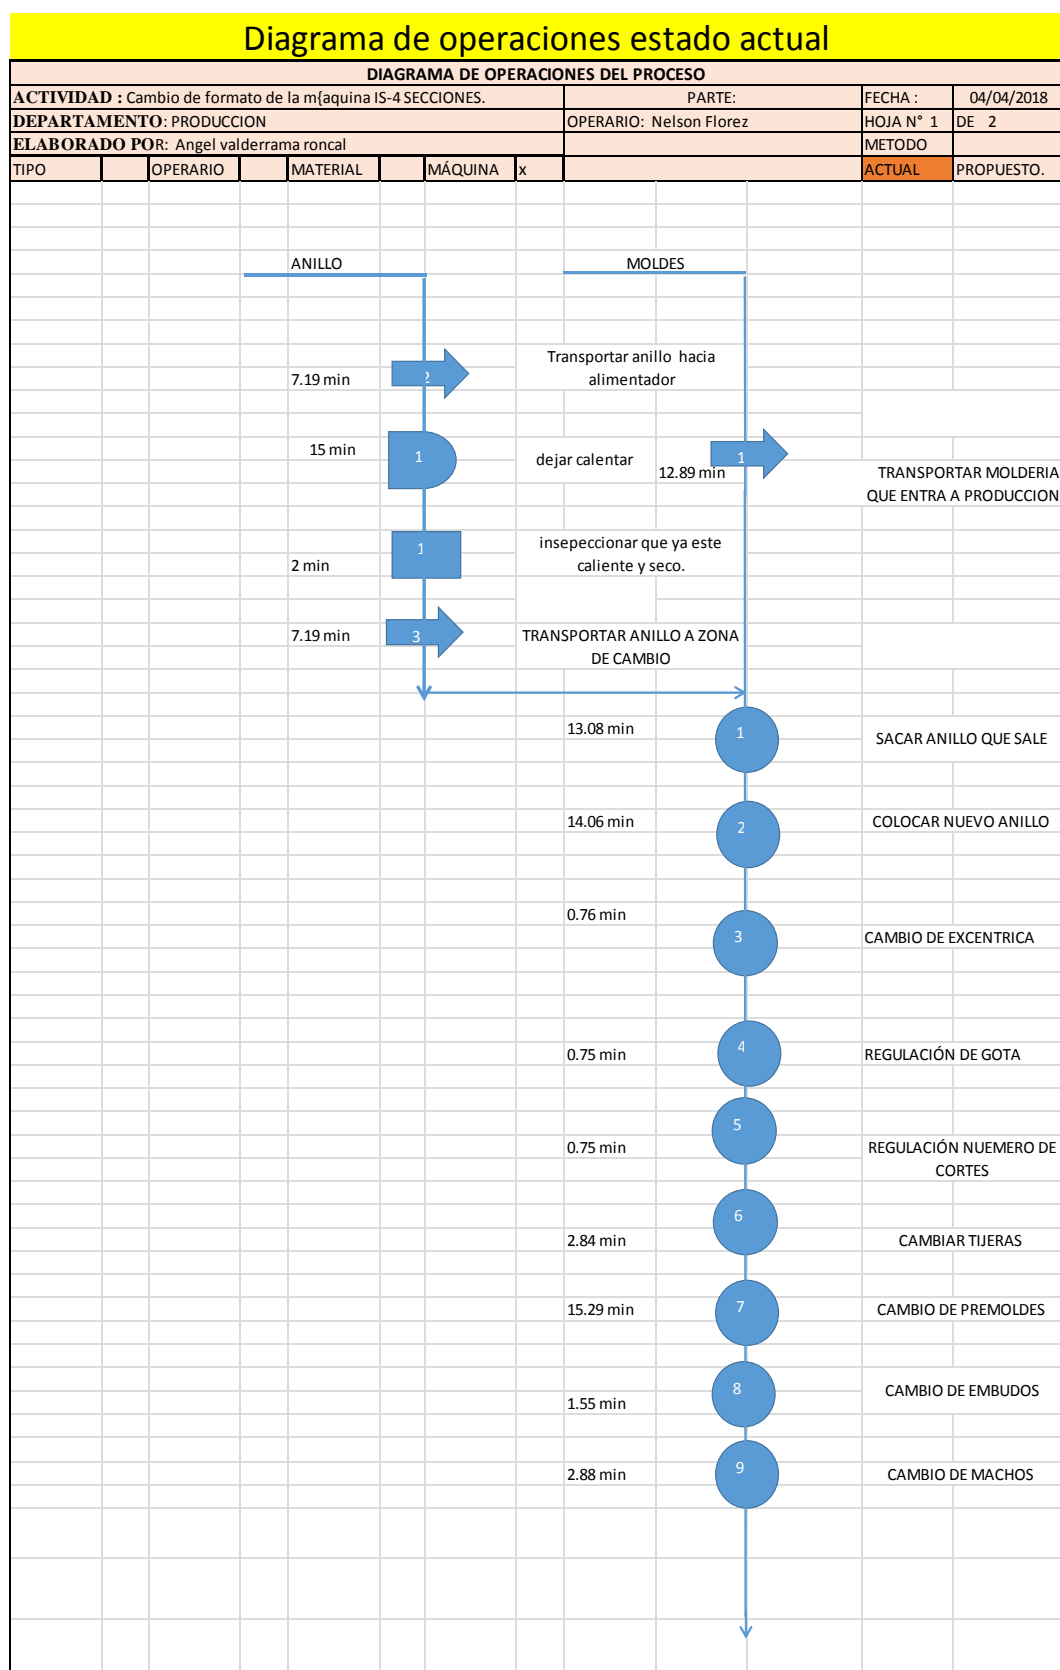 Diagrama de operaciones estado actual
DIAGRAMA DE OPERACIONES DEL PROCESO
ACTIVIDAD : Cambio de formato de la m{aquina IS-4 SECCIONES. PARTE: FECHA : 04/04/2018
DEPARTAMENTO: PRODUCCION OPERARIO: Nelson Florez HOJA N° 1 DE 2
ELABORADO POR: Angel valderrama roncal METODO
TIPO OPERARIO MATERIAL MÁQUINA x ACTUAL PROPUESTO.
ANILLO MOLDES
7.19 min 2 Transportar anillo hacia
alimentador
15 min 1 dejar calentar
12.89 min 1 TRANSPORTAR MOLDERIA
QUE ENTRA A PRODUCCION
2 min 1 insepeccionar que ya este
caliente y seco.
7.19 min 3 TRANSPORTAR ANILLO A ZONA
DE CAMBIO
13.08 min 1 SACAR ANILLO QUE SALE
14.06 min 2 COLOCAR NUEVO ANILLO
0.76 min 3 CAMBIO DE EXCENTRICA
0.75 min 4 REGULACIÓN DE GOTA
0.75 min 5 REGULACIÓN NUEMERO DE
CORTES
2.84 min 6 CAMBIAR TIJERAS
15.29 min 7 CAMBIO DE PREMOLDES
1.55 min 8 CAMBIO DE EMBUDOS
2.88 min 9 CAMBIO DE MACHOS